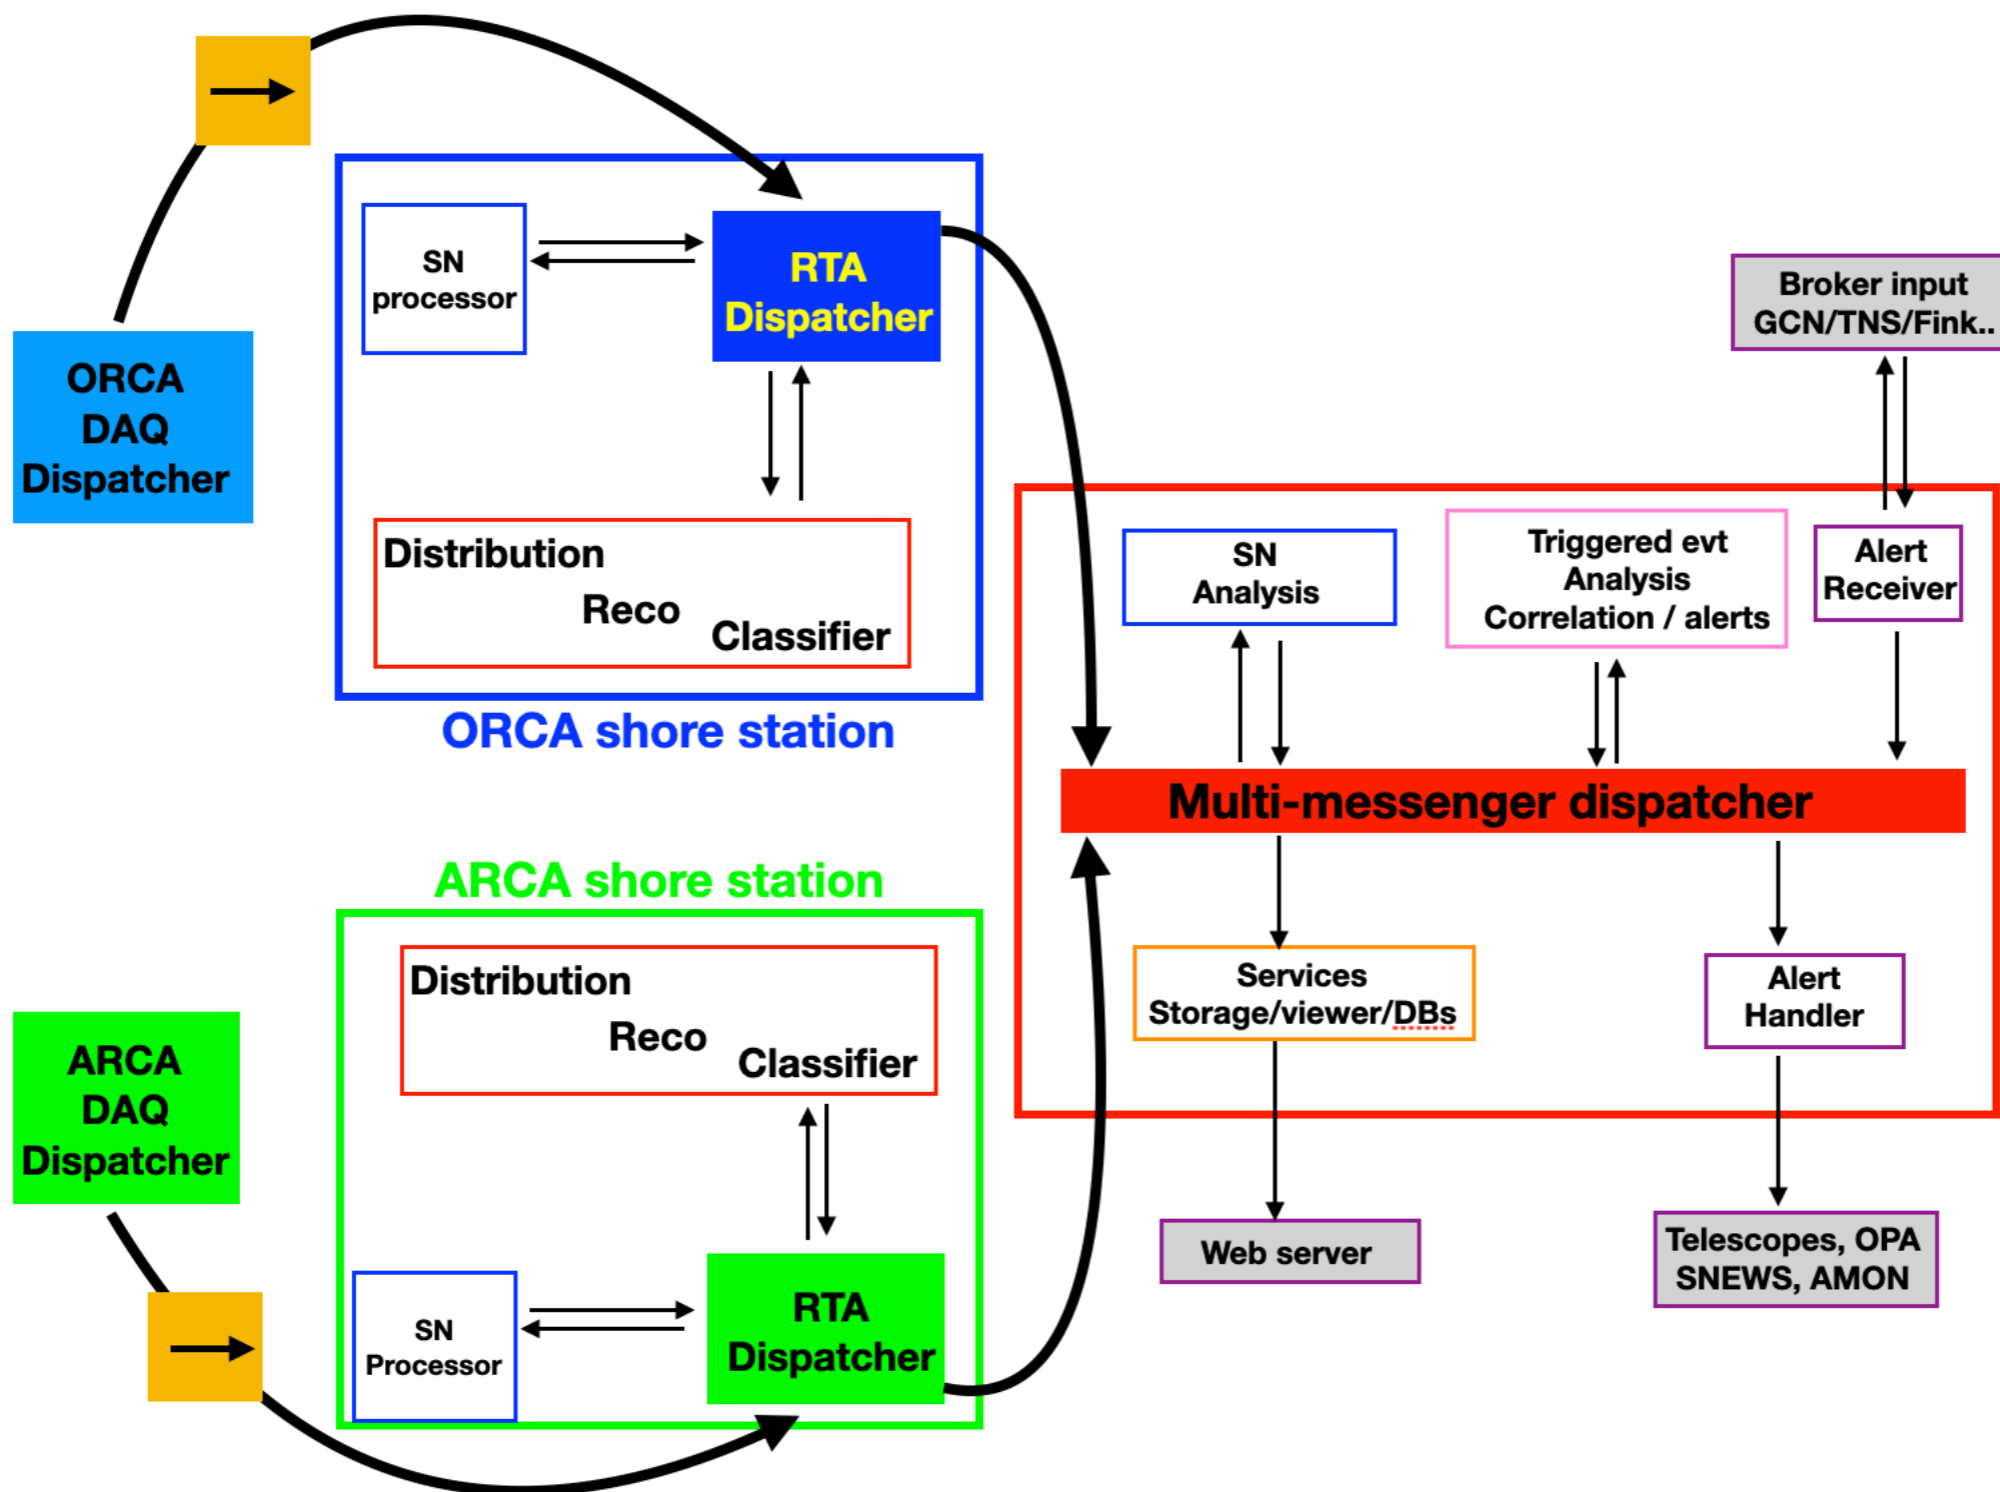 ORCA
DAQ
Dispatcher
SN
processor
RTA
Dispatcher
Distribution
Reco
Classifier
ORCA shore station
ARCA shore station
Distribution
Reco
Classifier
ARCA
DAQ
Dispatcher
SN
Processor
RTA
Dispatcher
Broker input
GCN/TNS/Fink..
SN
Analysis
Triggered evt
Analysis
Correlation / alerts
Alert
Receiver
Multi-messenger dispatcher
Services
Storage/viewer/DBs
Alert
Handler
Web server
Telescopes, OPA
SNEWS, AMON